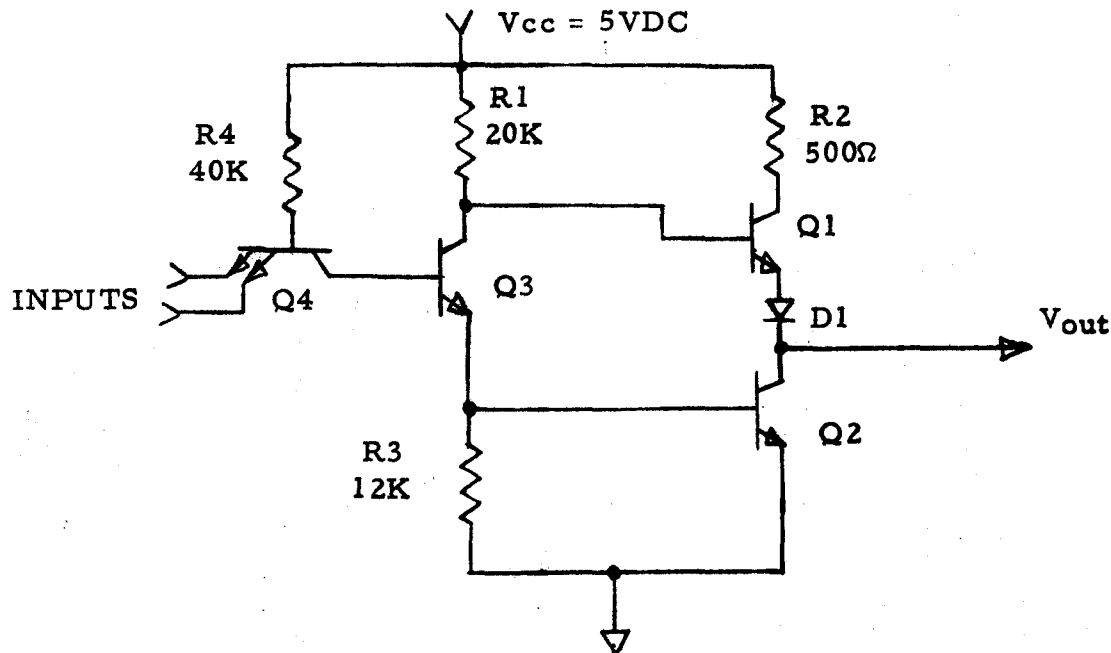 Vcc = 5VDC
R1
20K
R2
500Ω
R4
40K
Q1
INPUTS
Q4
Q3
D1
Vout
Q2
R3
12K